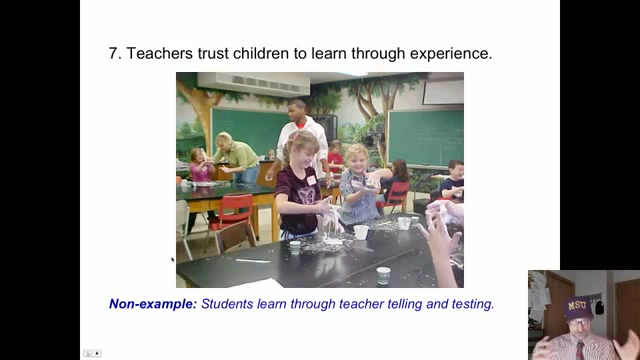 7. Teachers trust children to learn through experience.
Non-example: Students learn through teacher telling and testing.
MSU